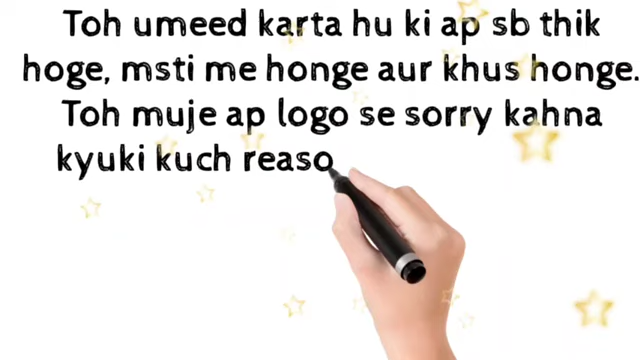 Toh umeed karta hu ki ap sb thik
hoge, msti me honge aur khus honge.
Toh muje ap logo se sorry kahna
kyuki kuch reaso